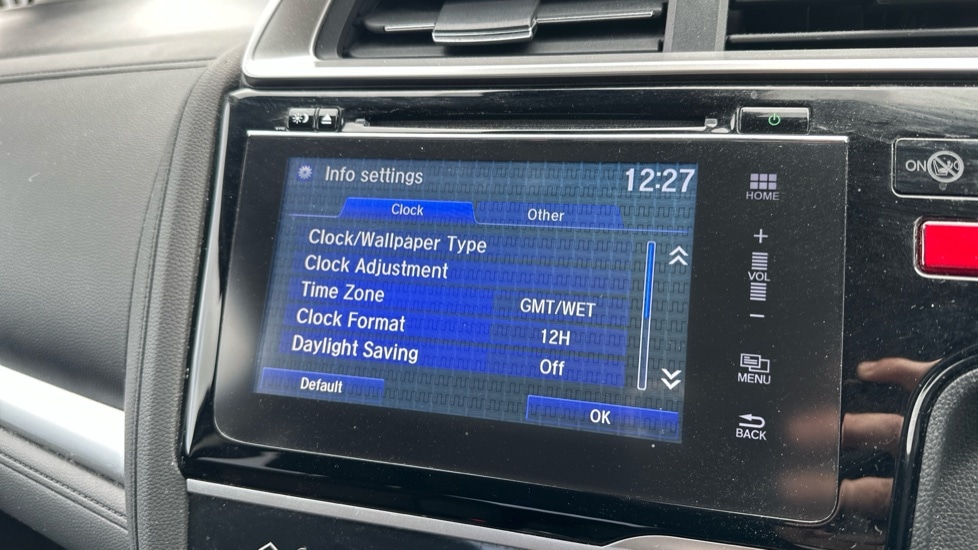 Info settings 12:27
Clock Other
Clock/Wallpaper Type
Clock Adjustment
Time Zone GMT/WET
Clock Format 12H
Daylight Saving Off
Default OK
HOME
+
VOL
−
MENU
BACK
ON